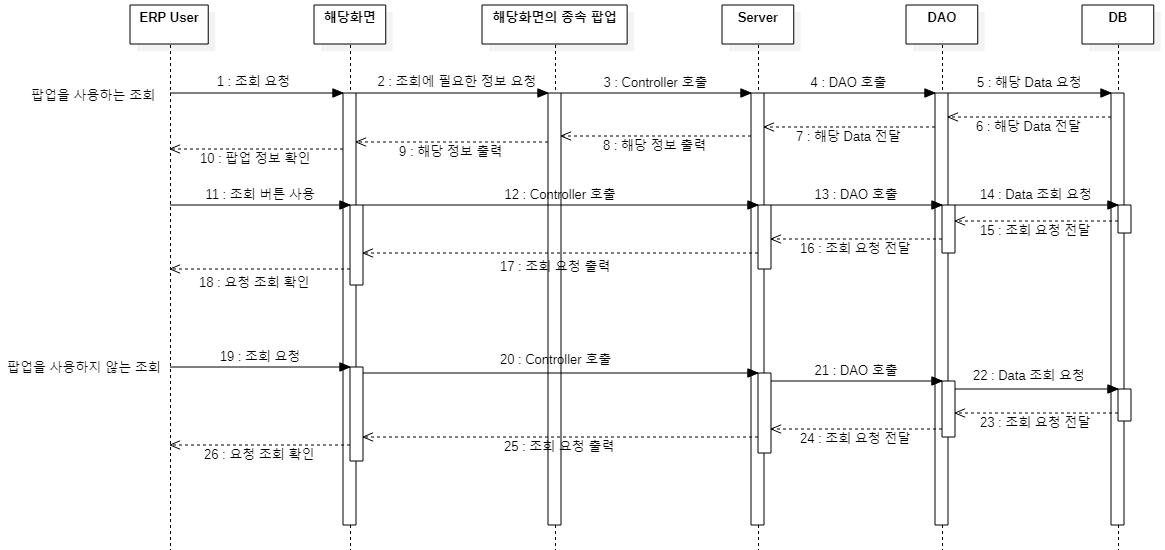 ERP User
해당화면
해당화면의 종속 팝업
Server
DAO
DB
팝업을 사용하는 조회
1 : 조회 요청
2 : 조회에 필요한 정보 요청
3 : Controller 호출
4 : DAO 호출
5 : 해당 Data 요청
6 : 해당 Data 전달
7 : 해당 Data 전달
8 : 해당 정보 출력
9 : 해당 정보 출력
10 : 팝업 정보 확인
11 : 조회 버튼 사용
12 : Controller 호출
13 : DAO 호출
14 : Data 조회 요청
15 : 조회 요청 전달
16 : 조회 요청 전달
17 : 조회 요청 출력
18 : 요청 조회 확인
팝업을 사용하지 않는 조회
19 : 조회 요청
20 : Controller 호출
21 : DAO 호출
22 : Data 조회 요청
23 : 조회 요청 전달
24 : 조회 요청 전달
25 : 조회 요청 출력
26 : 요청 조회 확인